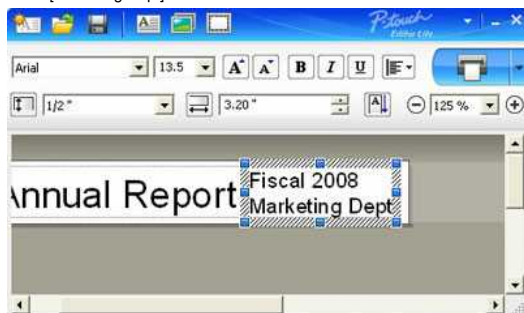 P-touch
Editor Lite
Arial
13.5
A A B I U
1/2 "
3.20 "
A
125 %
Annual Report
Fiscal 2008
Marketing Dept